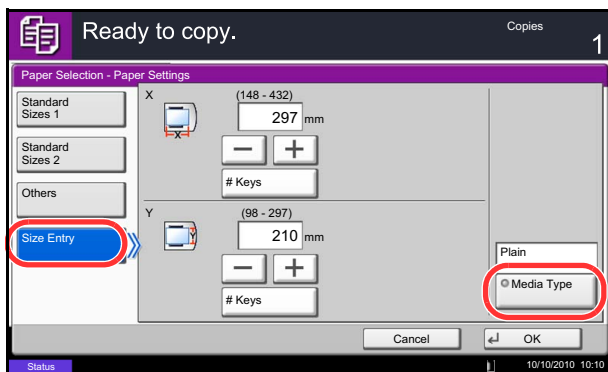 Ready to copy.
Copies
1
Paper Selection - Paper Settings
Standard
Sizes 1
Standard
Sizes 2
Others
Size Entry
X
(148 - 432)
297 mm
X
# Keys
Y
(98 - 297)
210 mm
Y
# Keys
Plain
Media Type
Cancel
OK
Status
10/10/2010 10:10